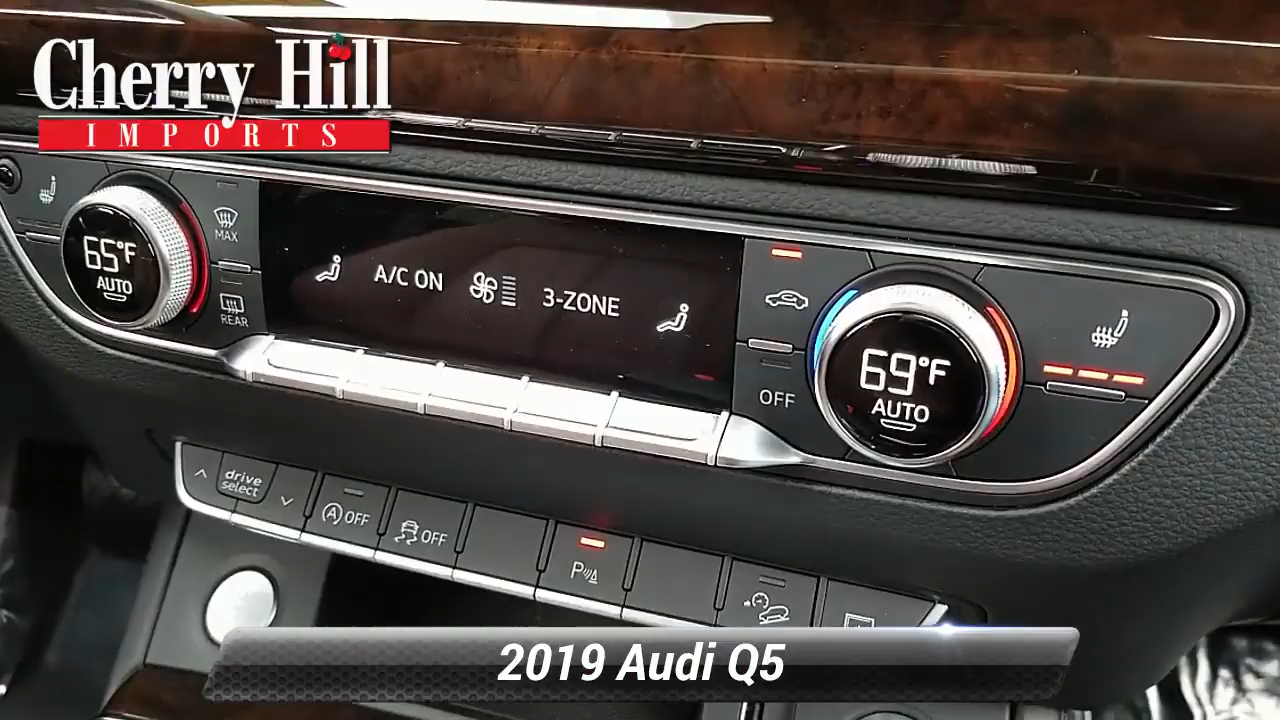 Cherry Hill
IMPORTS
65°F
AUTO
MAX
REAR
A/C ON
3-ZONE
OFF
69°F
AUTO
drive
select
A OFF
OFF
P
2019 Audi Q5